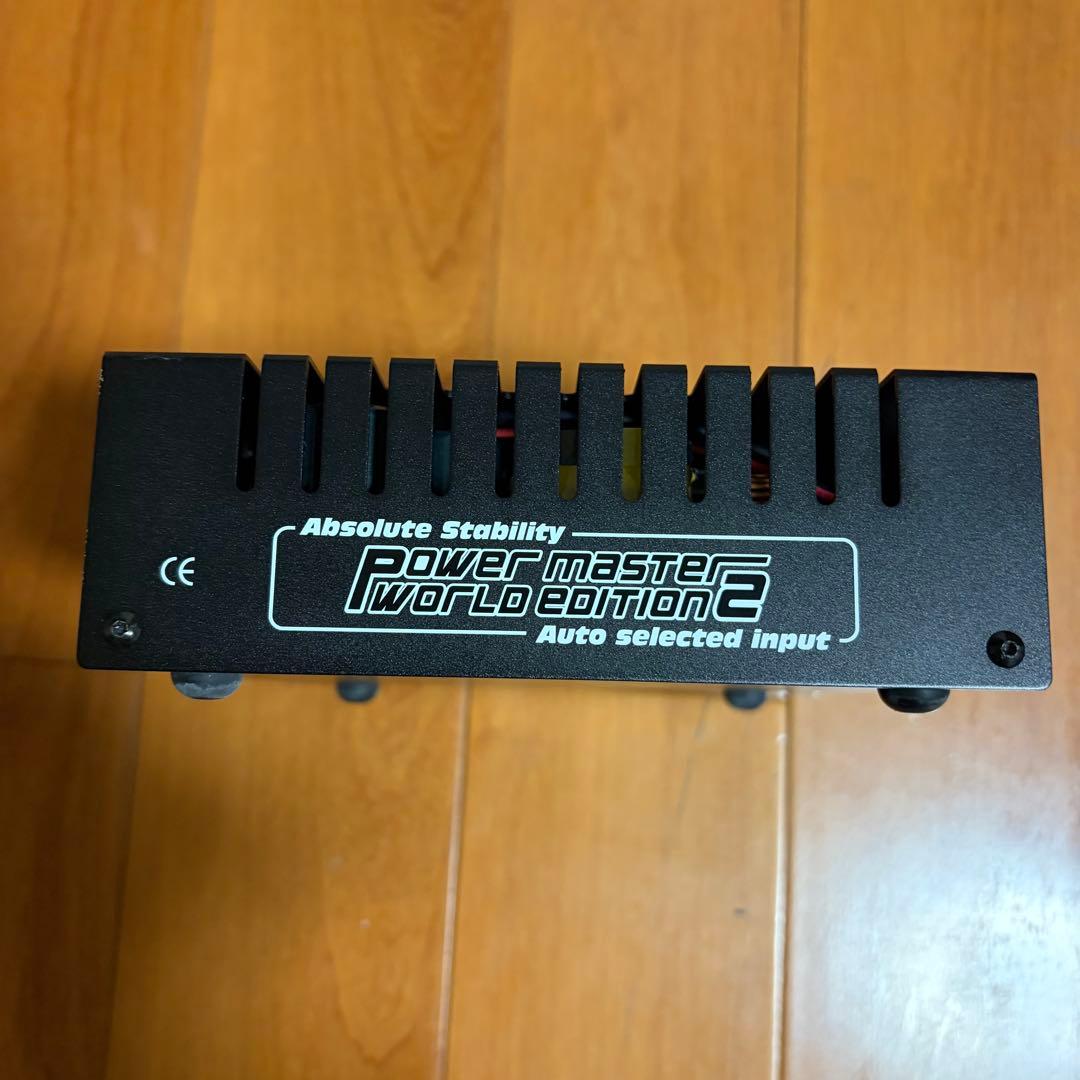 Absolute Stability
CE
Power master
World Edition 2
Auto selected input